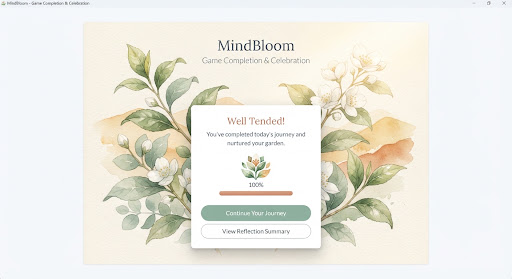 MindBloom - Game Completion & Celebration
MindBloom
Game Completion & Celebration
Well Tended!
You've completed today's journey and
nurtured your garden.
100%
Continue Your Journey
View Reflection Summary